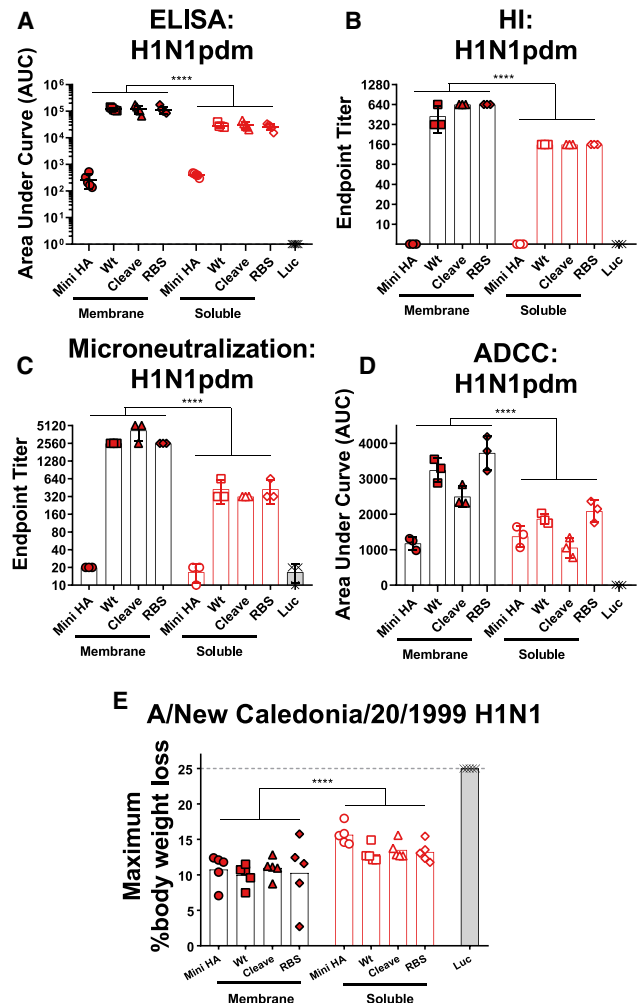 A
ELISA:
H1N1pdm
Area Under Curve (AUC)
10^6
10^5
10^4
10^3
10^2
10^1
10^0
****
Mini HA
Wt
Cleave
RBS
Mini HA
Wt
Cleave
RBS
Luc
Membrane
Soluble
B
HI:
H1N1pdm
Endpoint Titer
1280
640
320
160
80
40
20
10
****
Mini HA
Wt
Cleave
RBS
Mini HA
Wt
Cleave
RBS
Luc
Membrane
Soluble
C
Microneutralization:
H1N1pdm
Endpoint Titer
5120
2560
1280
640
320
160
80
40
20
10
****
Mini HA
Wt
Cleave
RBS
Mini HA
Wt
Cleave
RBS
Luc
Membrane
Soluble
D
ADCC:
H1N1pdm
Area Under Curve (AUC)
4000
3000
2000
1000
0
****
Mini HA
Wt
Cleave
RBS
Mini HA
Wt
Cleave
RBS
Luc
Membrane
Soluble
E
A/New Caledonia/20/1999 H1N1
Maximum
%body weight loss
25
20
15
10
5
0
****
Mini HA
Wt
Cleave
RBS
Mini HA
Wt
Cleave
RBS
Luc
Membrane
Soluble